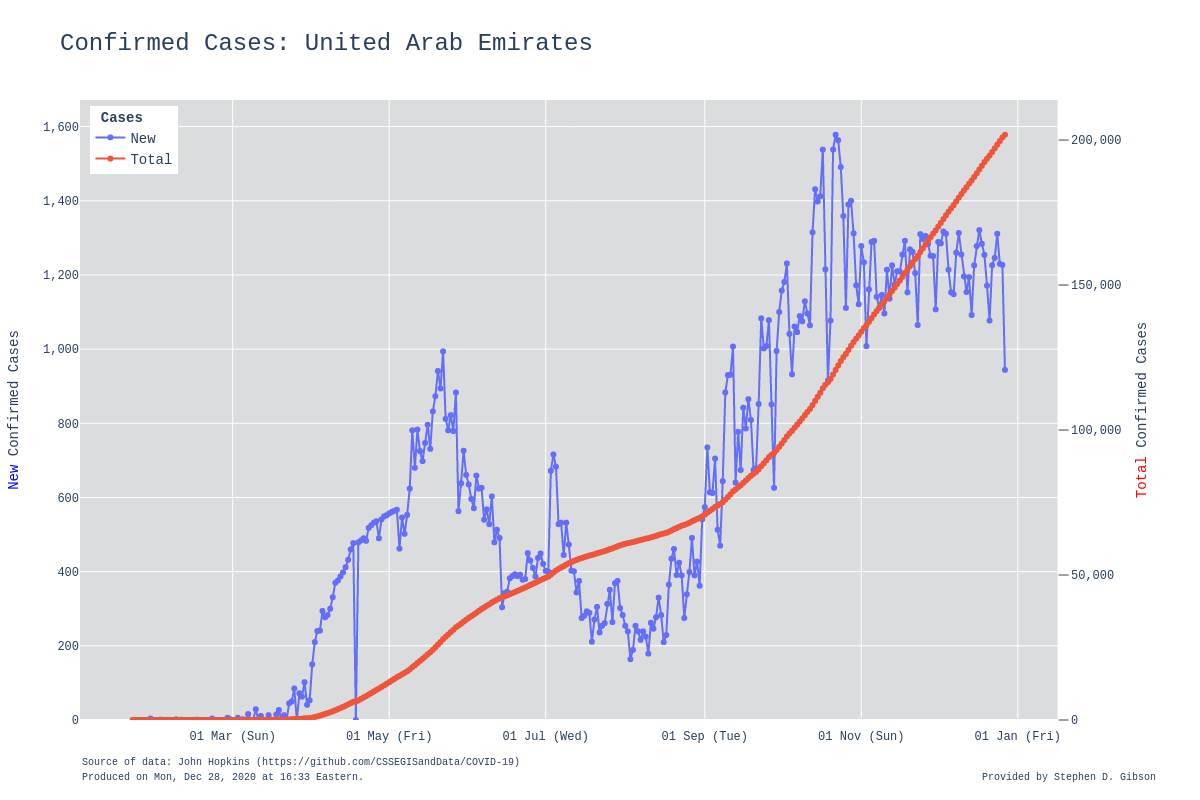 Confirmed Cases: United Arab Emirates
Cases
New
Total
1,600
1,400
1,200
1,000
800
600
400
200
0
New Confirmed Cases
200,000
150,000
100,000
50,000
0
Total Confirmed Cases
01 Mar (Sun)
01 May (Fri)
01 Jul (Wed)
01 Sep (Tue)
01 Nov (Sun)
01 Jan (Fri)
Source of data: John Hopkins (https://github.com/CSSEGISandData/COVID-19)
Produced on Mon, Dec 28, 2020 at 16:33 Eastern.
Provided by Stephen D. Gibson